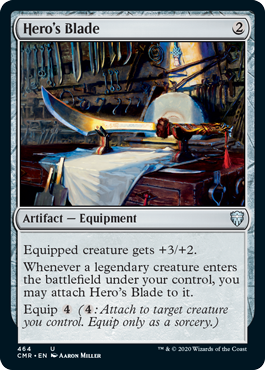 Hero's Blade 2
Artifact — Equipment
Equipped creature gets +3/+2.
Whenever a legendary creature enters
the battlefield under your control, you
may attach Hero's Blade to it.
Equip 4 (4: Attach to target creature
you control. Equip only as a sorcery.)
464 U
CMR • EN Aaron Miller
™ & © 2020 Wizards of the Coast